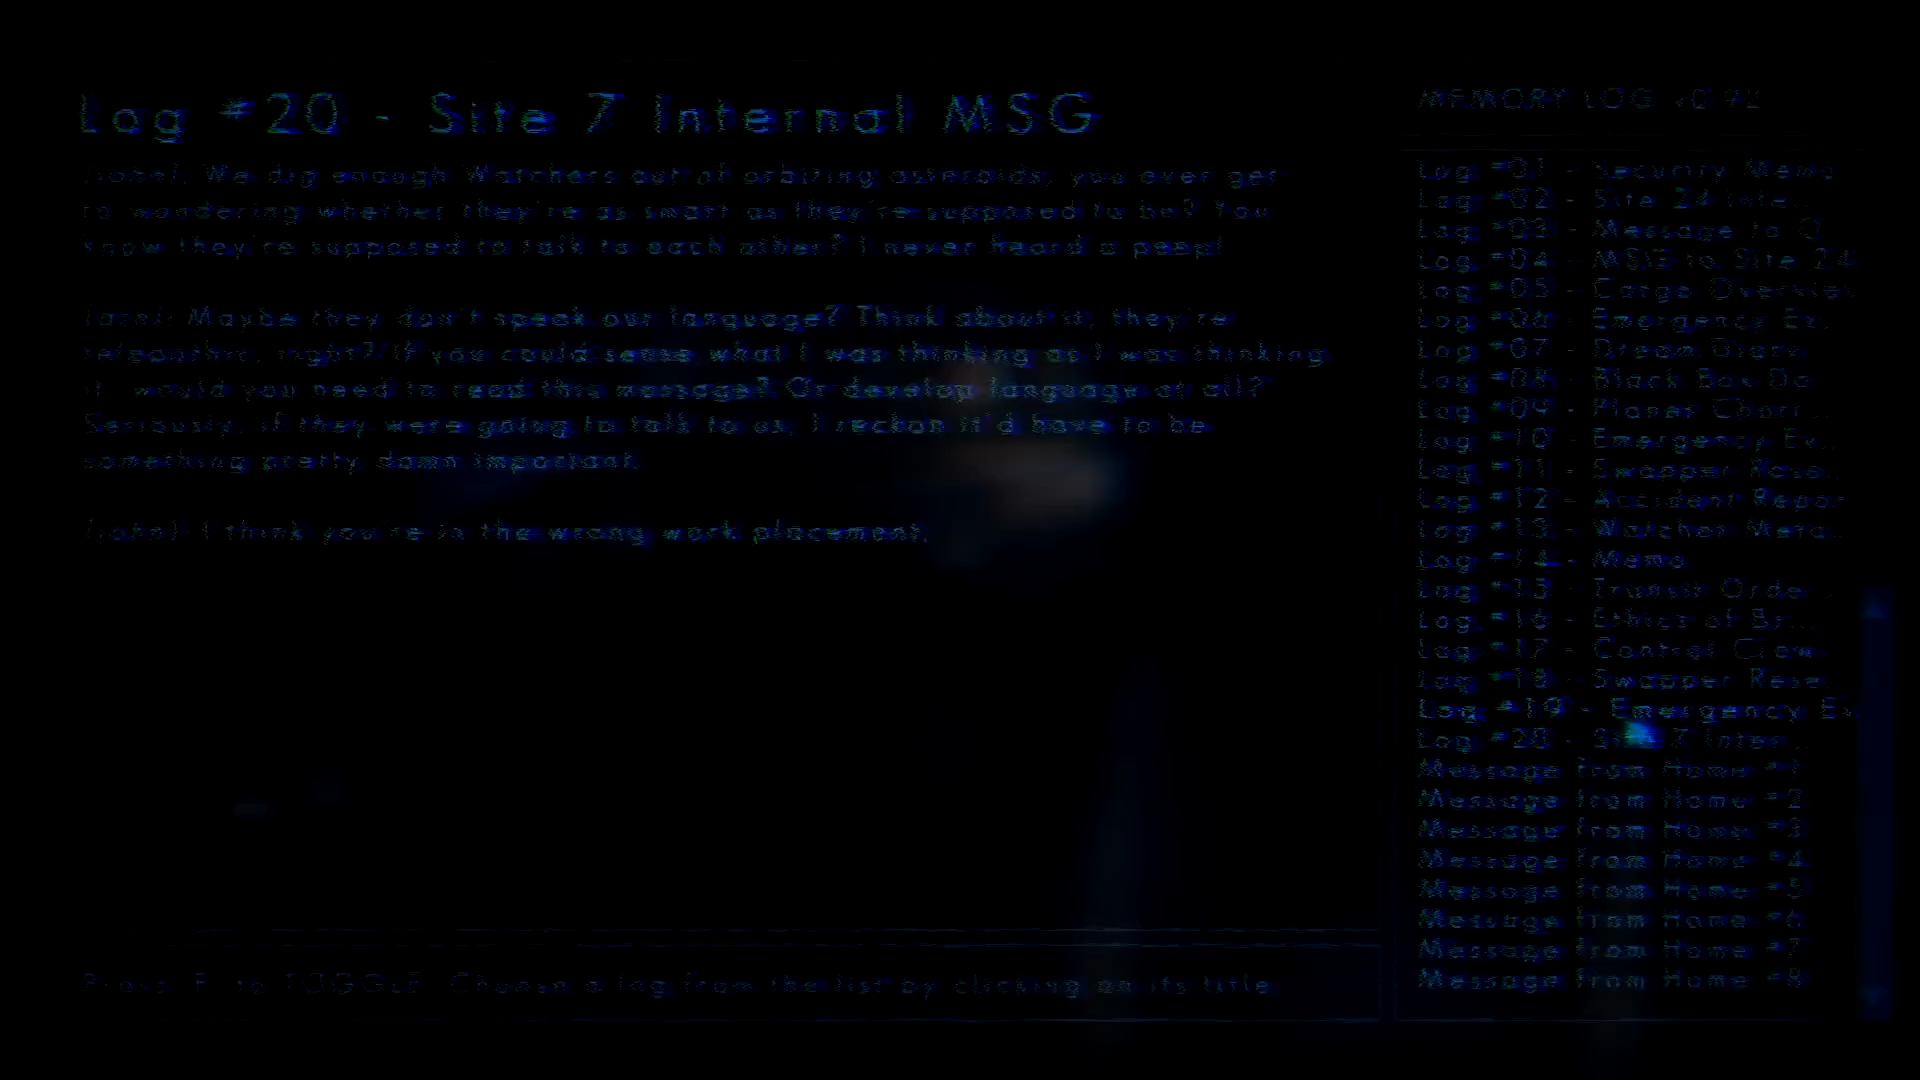 Log #20 - Site 7 Internal MSG
We dig enough Watchers out of orbiting asteroids, you ever get
to wondering whether they're as smart as they're supposed to be? You
know they're supposed to talk to each other? I never heard a peep!
Maybe they don't speak our language? Think about it, they're
telepathic, right? If you could sense what I was thinking as I was thinking
it, would you need to read this message? Or develop language at all?
Seriously, if they were going to talk to us, I reckon it'd have to be
something pretty damn important.
(John): I think you're in the wrong work placement.
Press F to TOGGLE. Choose a log from the list by clicking on its title
MEMORY LOG v0.92
Log #01 - Security Memo
Log #02 - Site 24 Inte...
Log #03 - Message to Q
Log #04 - MSG to Site 24
Log #05 - Cargo Overview
Log #06 - Emergency Ex...
Log #07 - Dream Diary
Log #08 - Black Box Da
Log #09 - Planet Chori...
Log #10 - Emergency Ex...
Log #11 - Swapper Rese...
Log #12 - Accident Repor
Log #13 - Watcher Meta...
Log #14 - Memo
Log #15 - Transit Orde...
Log #16 - Ethics of Br...
Log #17 - Control Crew
Log #18 - Swapper Rese...
Log #19 - Emergency Ex
Log #20 - Site 7 Inter...
Message from Home #1
Message from Home #2
Message from Home #3
Message from Home #4
Message from Home #5
Message from Home #6
Message from Home #7
Message from Home #8